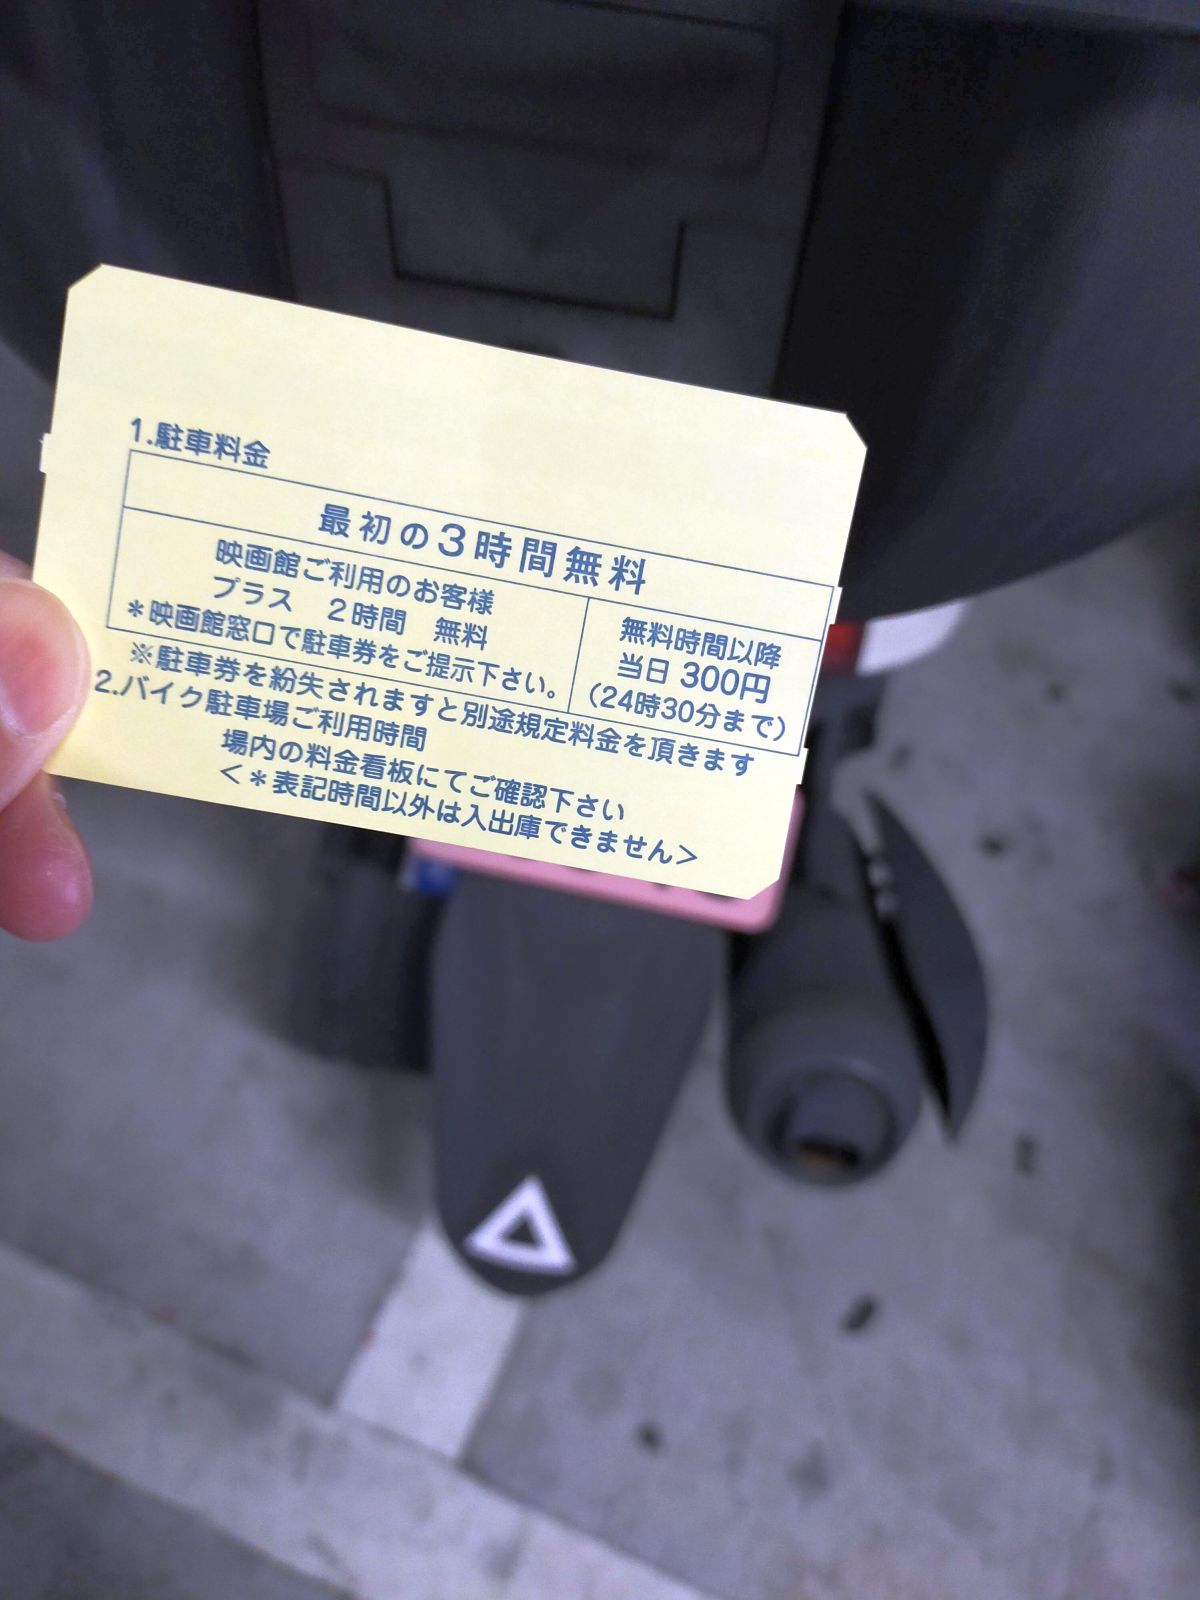 1.駐車料金
最初の3時間無料
映画館ご利用のお客様
プラス 2時間 無料
＊映画館窓口で駐車券をご提示下さい。
無料時間以降
当日 300円
（24時30分まで）
※駐車券を紛失されますと別途規定料金を頂きます
2.バイク駐車場ご利用時間
場内の料金看板にてご確認下さい
＜＊表記時間以外は入出庫できません＞